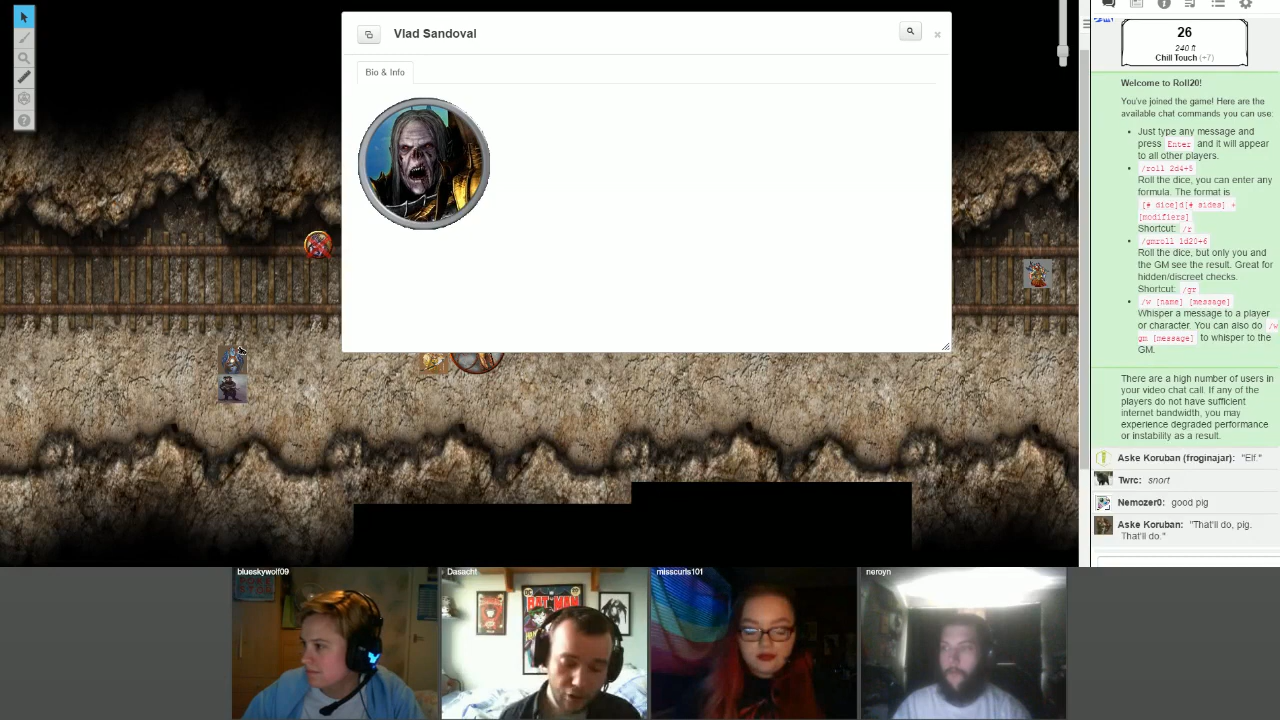 Vlad Sandoval
Bio & Info
26
240 ft
Chill Touch (+7)
Welcome to Roll20!
You've joined the game! Here are the
available chat commands you can use:
Just type any message and
press Enter and it will appear
to all other players.
/roll 2d4+5
Roll the dice, you can enter any
formula. The format is
[# dice]d[# sides] +
[modifiers]
Shortcut: /r
/gmroll 1d20+6
Roll the dice, but only you and
the GM see the result. Great for
hidden/discreet checks.
Shortcut: /gr
/w [name] [message]
Whisper a message to a player
or character. You can also do /w
gm [message] to whisper to the
GM.
There are a high number of users in
your video chat call. If any of the
players do not have sufficient
internet bandwidth, you may
experience degraded performance
or instability as a result.
Aske Koruban (froginajar): "Elf."
Twrc: snort
Nemozer0: good pig
Aske Koruban: "That'll do, pig.
That'll do."
blueskywolf09
Dasacht
misscurls101
neroyn
BATMAN